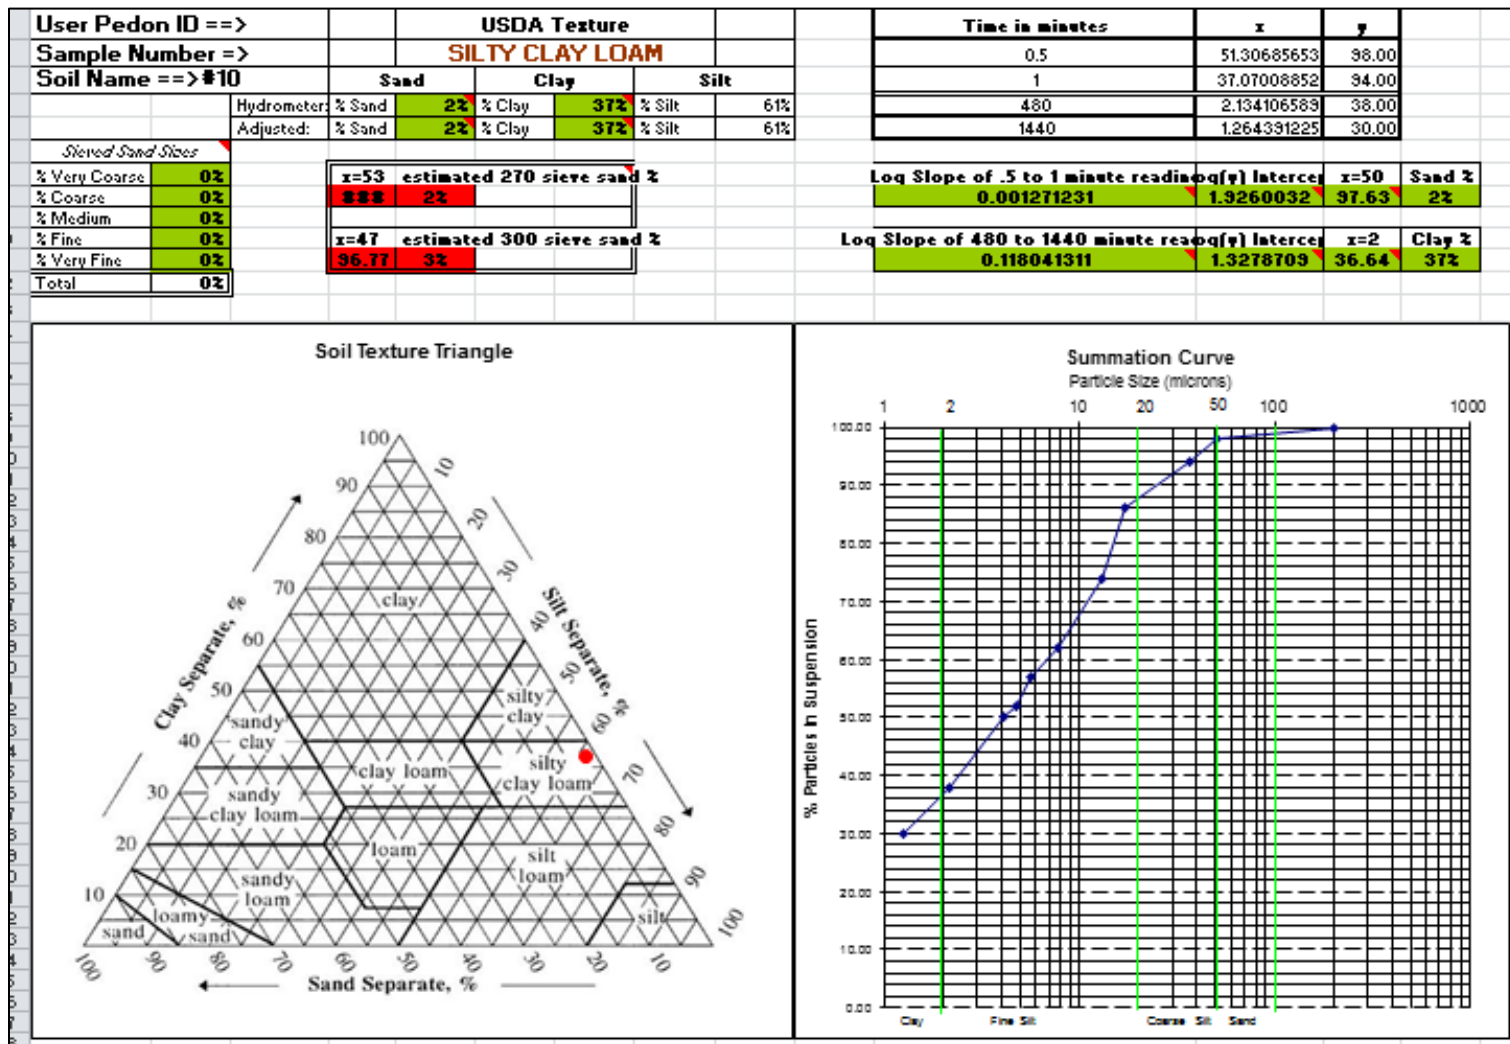 User Pedon ID ==> USDA Texture
Sample Number => SILTY CLAY LOAM
Soil Name ==>#10 Sand Clay Silt
Hydrometer: % Sand 2% % Clay 37% % Silt 61%
Adjusted: % Sand 2% % Clay 37% % Silt 61%
Sieved Sand Sizes
% Very Coarse 0%
% Coarse 0%
% Medium 0%
% Fine 0%
% Very Fine 0%
Total 0%
x=53 estimated 270 sieve sand %
2%
x=47 estimated 300 sieve sand %
96.77 3%
Time in minutes x y
0.5 51.30685653 98.00
1 37.07008852 94.00
480 2.134106589 38.00
1440 1.264391225 30.00
Log Slope of .5 to 1 minute readin og(y) Intercep x=50 Sand %
0.001271231 1.9260032 97.63 2%
Log Slope of 480 to 1440 minute rea og(y) Intercep x=2 Clay %
0.118041311 1.3278709 36.64 37%
Soil Texture Triangle
100
90
80
70
60
50
40
30
20
10
10
20
30
40
50
60
70
80
90
100
Clay Separate, %
Silt Separate, %
clay
silty
clay
sandy
clay
clay loam
silty
clay loam
sandy
clay loam
loam
silt
loam
sandy
loam
silt
loamy
sand
sand
100 90 80 70 60 50 40 30 20 10
Sand Separate, %
Summation Curve
Particle Size (microns)
1 2 10 20 50 100 1000
% Particles In Suspension
100.00
90.00
80.00
70.00
60.00
50.00
40.00
30.00
20.00
10.00
0.00
Clay Fine Silt Coarse Silt Sand